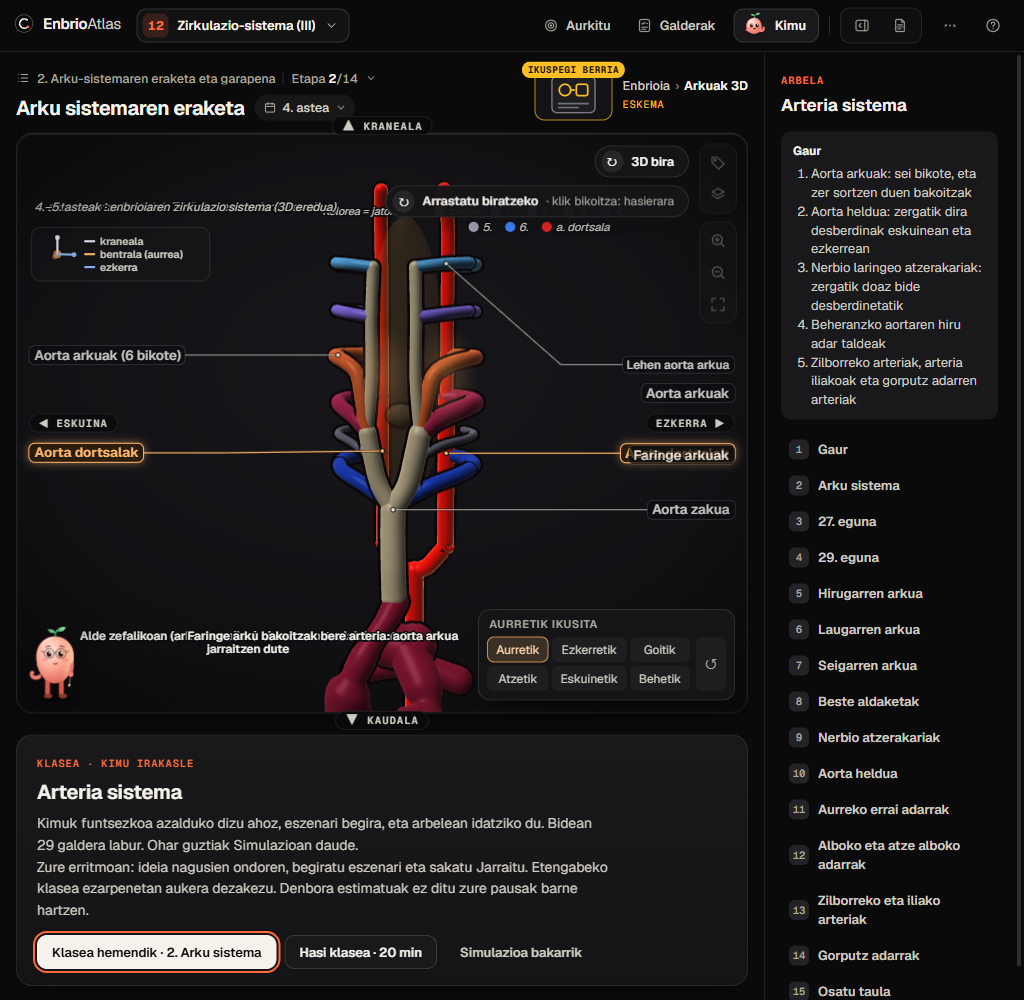 EnbrioAtlas
12 Zirkulazio-sistema (III)
Aurkitu
Galderak
Kimu
2. Arku-sistemaren eraketa eta garapena
Etapa 2/14
Arku sistemaren eraketa
4. astea
IKUSPEGI BERRIA
Enbrioia › Arkuak 3D
ESKEMA
▲ KRANEALA
3D bira
Arrastatu biratzeko · klik bikoitza: hasierara
5. 6. a. dortsala
kraneala
bentrala (aurrea)
ezkerra
Aorta arkuak (6 bikote)
Lehen aorta arkua
Aorta arkuak
◀ ESKUINA
EZKERRA ▶
Aorta dortsalak
Faringe arkuak
Aorta zakua
Alde zefalikoan
Faringe arku bakoitzak bere arteria: aorta arkua
jarraitzen dute
AURRETIK IKUSITA
Aurretik Ezkerretik Goitik
Atzetik Eskuinetik Behetik
▼ KAUDALA
KLASEA · KIMU IRAKASLE
Arteria sistema
Kimuk funtsezkoa azalduko dizu ahoz, eszenari begira, eta arbelean idatziko du. Bidean
29 galdera labur. Ohar guztiak Simulazioan daude.
Zure erritmoan: ideia nagusien ondoren, begiratu eszenari eta sakatu Jarraitu. Etengabeko
klasea ezarpenetan aukera dezakezu. Denbora estimatuak ez ditu zure pausak barne
hartzen.
Klasea hemendik · 2. Arku sistema
Hasi klasea · 20 min
Simulazioa bakarrik
ARBELA
Arteria sistema
Gaur
1. Aorta arkuak: sei bikote, eta
zer sortzen duen bakoitzak
2. Aorta heldua: zergatik dira
desberdinak eskuinean eta
ezkerrean
3. Nerbio laringeo atzerakariak:
zergatik doaz bide
desberdinetatik
4. Beheranzko aortaren hiru
adar taldeak
5. Zilborreko arteriak, arteria
iliakoak eta gorputz adarren
arteriak
1 Gaur
2 Arku sistema
3 27. eguna
4 29. eguna
5 Hirugarren arkua
6 Laugarren arkua
7 Seigarren arkua
8 Beste aldaketak
9 Nerbio atzerakariak
10 Aorta heldua
11 Aurreko errai adarrak
12 Alboko eta atze alboko
adarrak
13 Zilborreko eta iliako
arteriak
14 Gorputz adarrak
15 Osatu taula